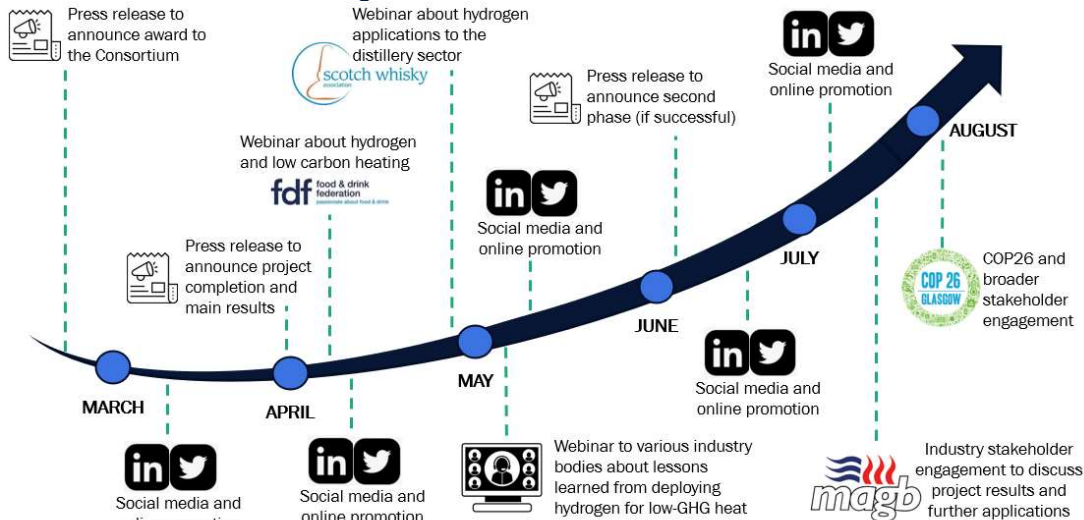 Press release to
announce award to
the Consortium
Webinar about hydrogen
applications to the
distillery sector
scotch whisky
association
Webinar about hydrogen
and low carbon heating
fdf food & drink
federation
passionate about food & drink
Press release to
announce project
completion and
main results
Press release to
announce second
phase (if successful)
in
Social media and
online promotion
in
Social media and
online promotion
AUGUST
JULY
JUNE
MAY
APRIL
MARCH
COP 26
GLASGOW
COP26 and
broader
stakeholder
engagement
in
Social media and
online promotion
in
Social media and
in
Social media and
online promotion
Webinar to various industry
bodies about lessons
learned from deploying
hydrogen for low-GHG heat
magb
Industry stakeholder
engagement to discuss
project results and
further applications